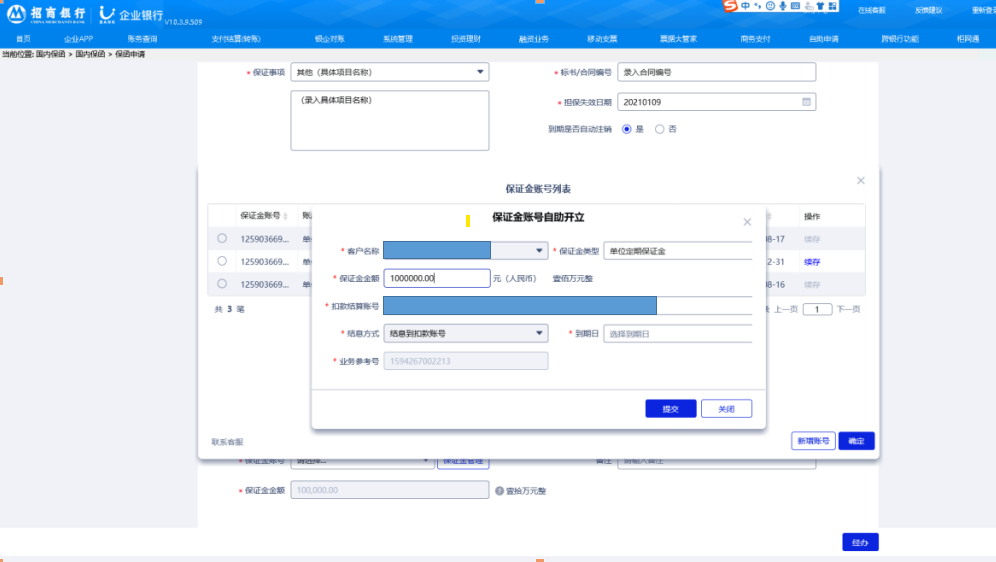 招商银行 企业银行 V10.3.9.509
CHINA MERCHANTS BANK
在线客服 反馈建议 重新登
首页 企业APP 账务查询 支付结算(转账) 银企对账 系统管理 投资理财 融资业务 移动支票 票据大管家 商务支付 自助申请 跨银行功能 柜网通
当前位置: 国内保函 > 国内保函 > 保函申请
* 保证事项 其他（具体项目名称） * 标书/合同编号 录入合同编号
（录入具体项目名称） * 担保失效日期 20210109
到期是否自动注销 是 否
保证金账号列表
保证金账号 操作
125903669... 8-17 续存
125903669... 2-31 续存
125903669... 08-16 续存
共 3 笔 上一页 1 下一页
保证金账号自助开立
* 客户名称 * 保证金类型 单位定期保证金
* 保证金金额 1000000.00 元（人民币） 壹佰万元整
* 扣款结算账号
* 结息方式 结息到扣款账号 * 到期日 选择到期日
* 业务参考号 1594267002213
提交 关闭
联系客服 新增账号 确定
* 保证金账号 请选择... 保证金管理 备注 请输入备注
* 保证金金额 100,000.00 壹拾万元整
经办